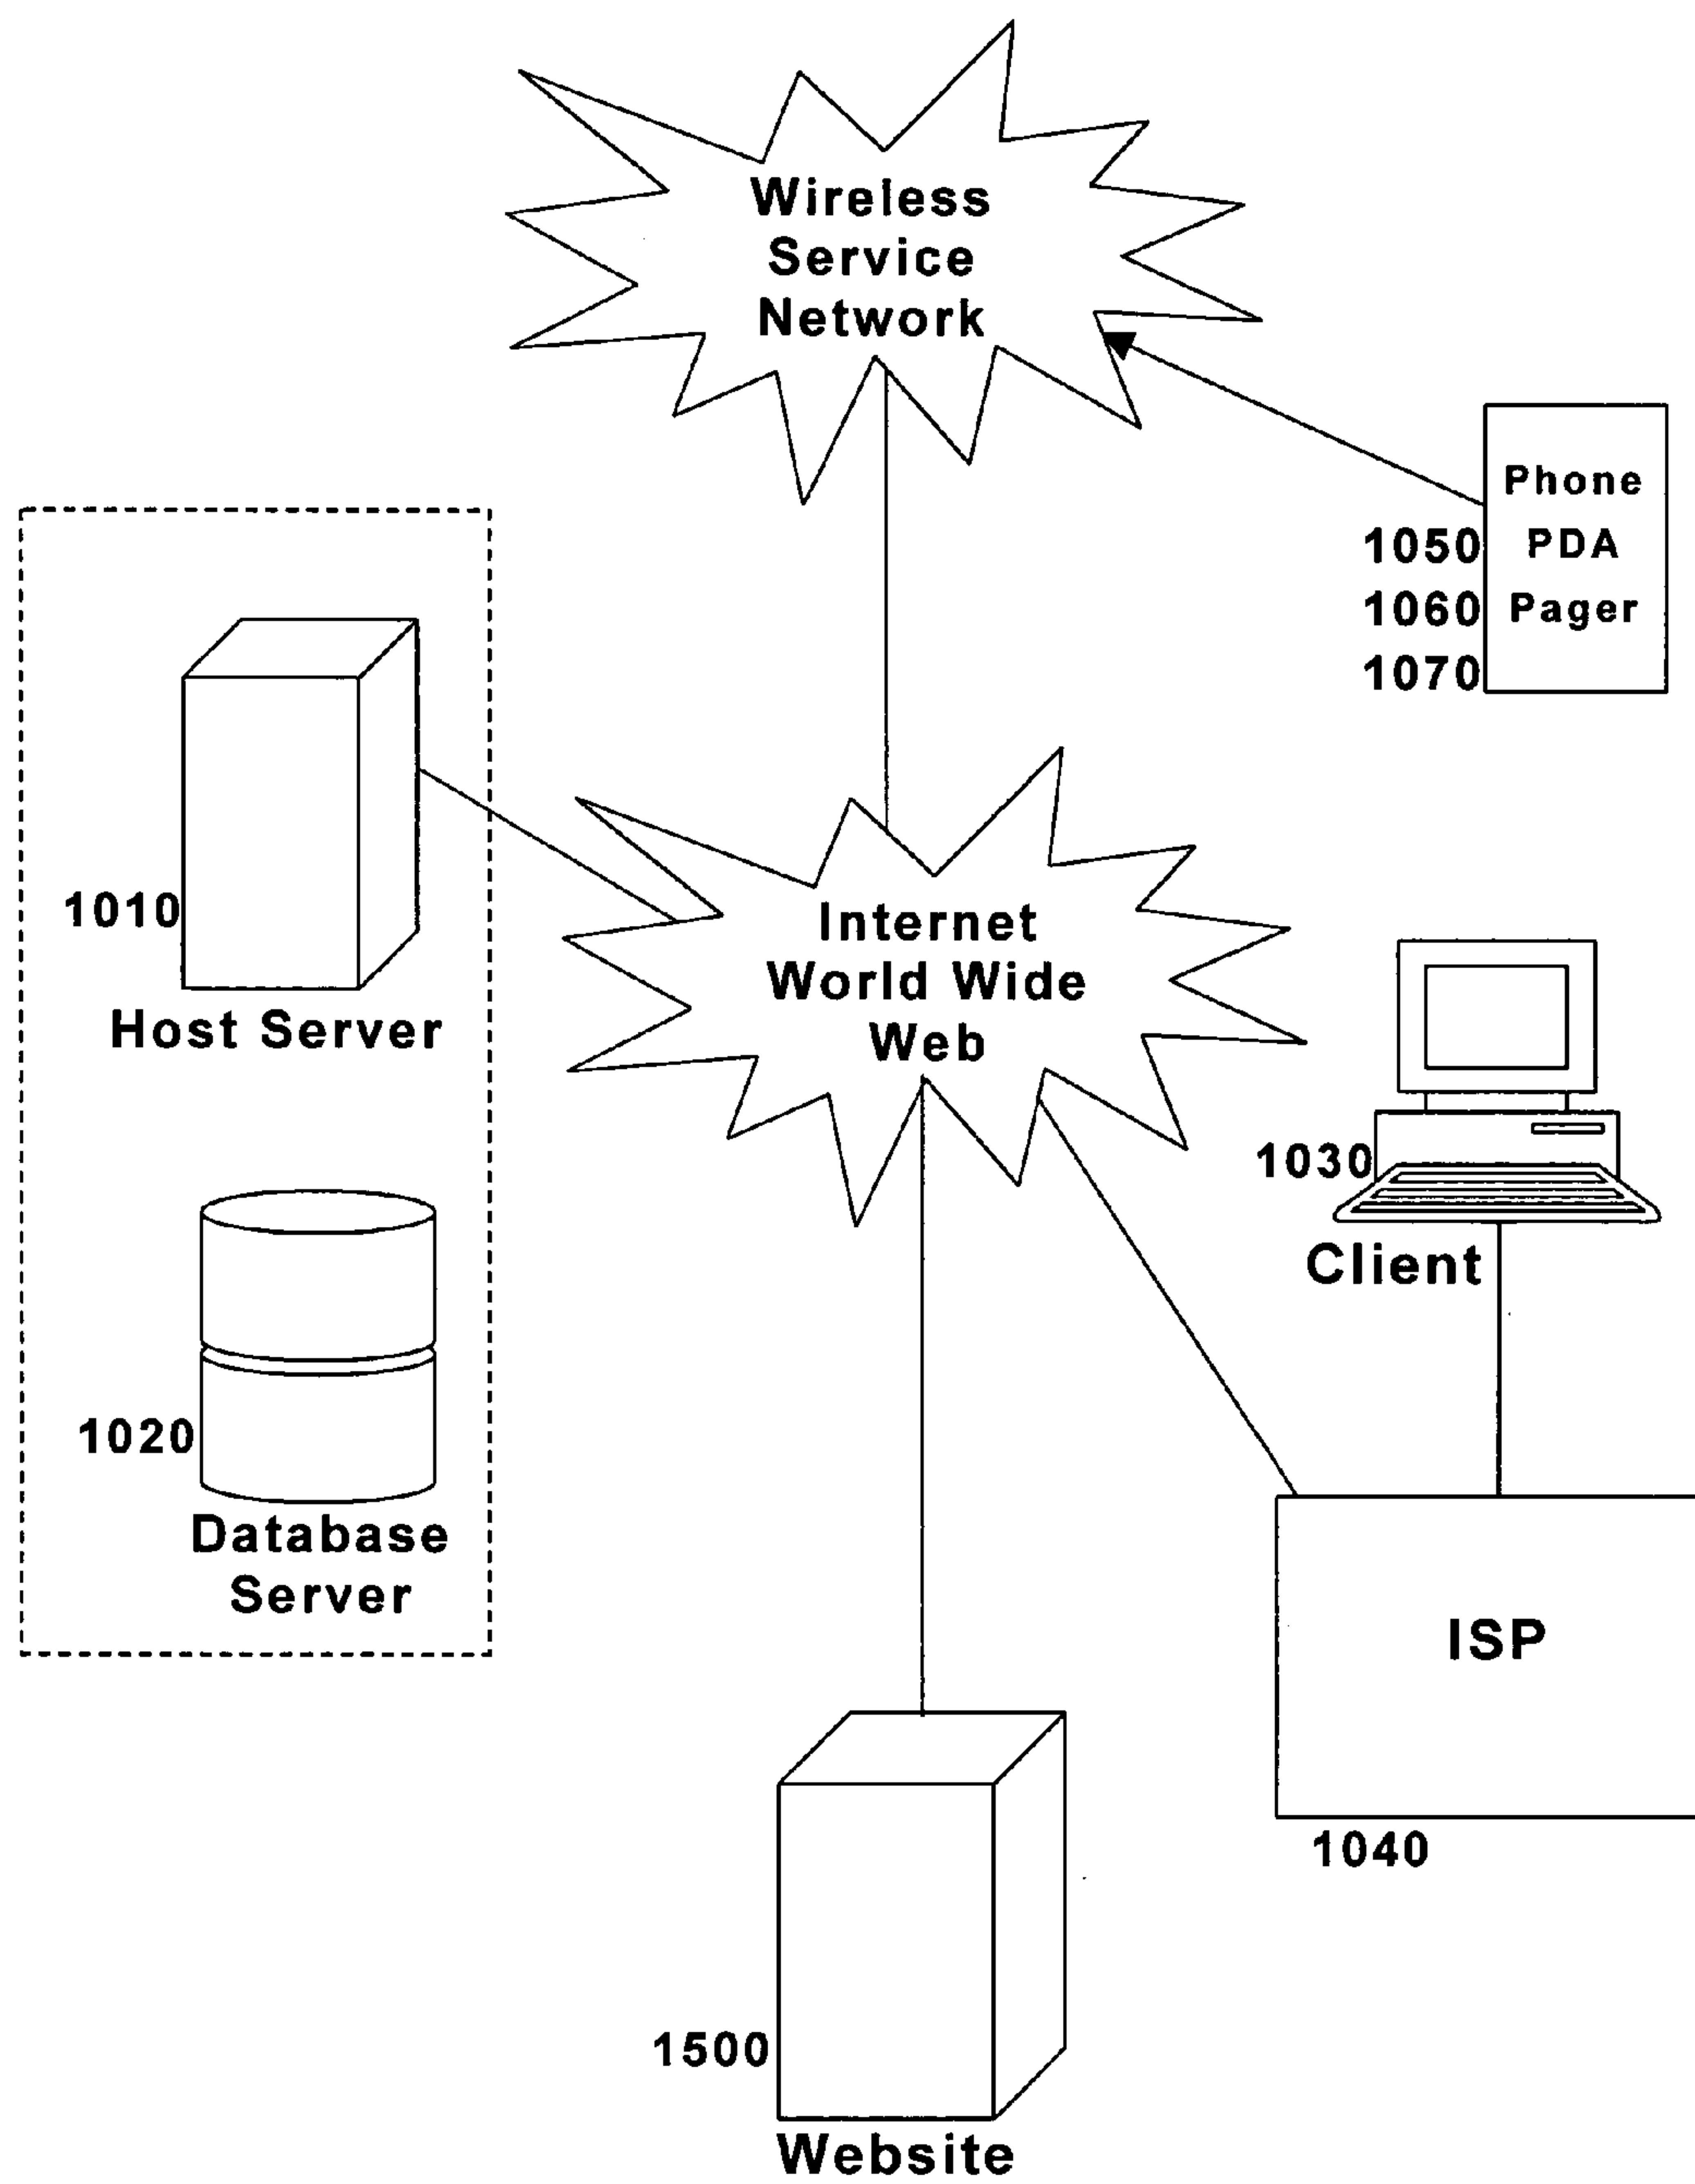 Wireless
Service
Network
Phone
1050 PDA
1060 Pager
1070
1010
Host Server
Internet
World Wide
Web
1030
Client
1020
Database
Server
ISP
1040
1500
Website